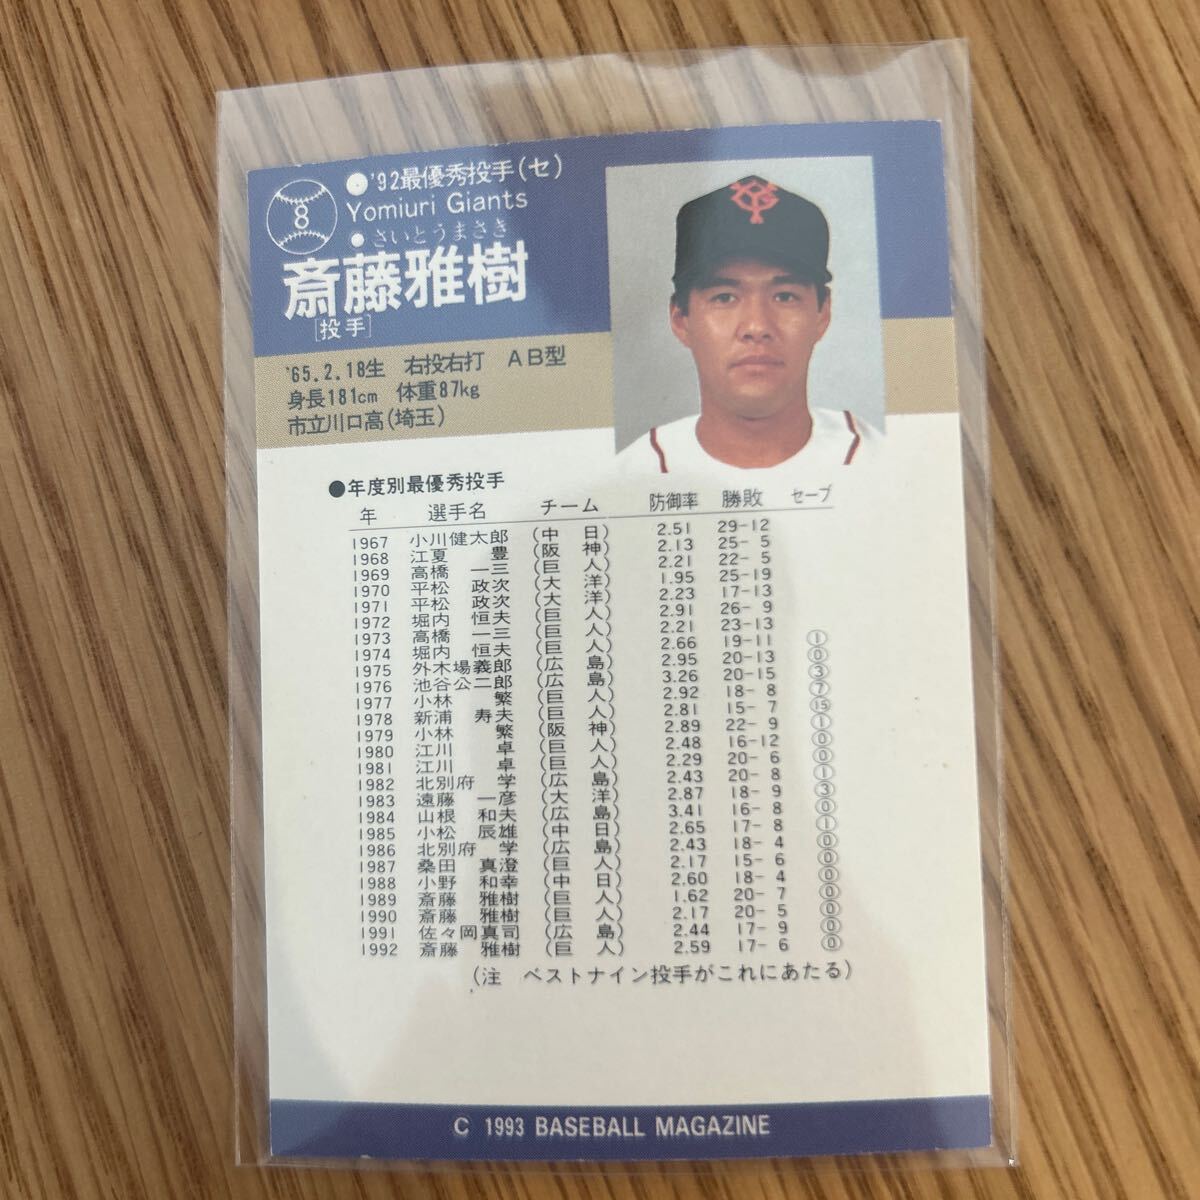 ●'92最優秀投手(セ)
8
Yomiuri Giants
●さいとうまさき
斎藤雅樹
[投手]
YG
'65.2.18生 右投右打 AB型
身長181cm 体重87kg
市立川口高(埼玉)
●年度別最優秀投手
年 選手名 チーム 防御率 勝敗 セーブ
1967 小川健太郎 (中日) 2.51 29-12
1968 江夏 豊 (阪神) 2.13 25-5
1969 高橋 一三 (巨人) 2.21 22-5
1970 平松 政次 (大洋) 1.95 25-19
1971 平松 政次 (大洋) 2.23 17-13
1972 堀内 恒夫 (巨人) 2.91 26-9
1973 高橋 一三 (巨人) 2.21 23-13
1974 堀内 恒夫 (巨人) 2.66 19-11 ①
1975 外木場義郎 (広島) 2.95 20-13 ⓪
1976 池谷公二郎 (広島) 3.26 20-15 ③
1977 小林 繁 (巨人) 2.92 18-8 ⑦
1978 新浦 寿夫 (巨人) 2.81 15-7 ⑮
1979 小林 繁 (阪神) 2.89 22-9 ①
1980 江川 卓 (巨人) 2.48 16-12 ⓪
1981 江川 卓 (巨人) 2.29 20-6 ⓪
1982 北別府 学 (広島) 2.43 20-8 ①
1983 遠藤 一彦 (大洋) 2.87 18-9 ③
1984 山根 和夫 (広島) 3.41 16-8 ⓪
1985 小松 辰雄 (中日) 2.65 17-8 ①
1986 北別府 学 (広島) 2.43 18-4 ⓪
1987 桑田 真澄 (巨人) 2.17 15-6 ⓪
1988 小野 和幸 (中日) 2.60 18-4 ⓪
1989 斎藤 雅樹 (巨人) 1.62 20-7 ⓪
1990 斎藤 雅樹 (巨人) 2.17 20-5 ⓪
1991 佐々岡真司 (広島) 2.44 17-9 ⓪
1992 斎藤 雅樹 (巨人) 2.59 17-6 ⓪
(注 ベストナイン投手がこれにあたる)
C 1993 BASEBALL MAGAZINE